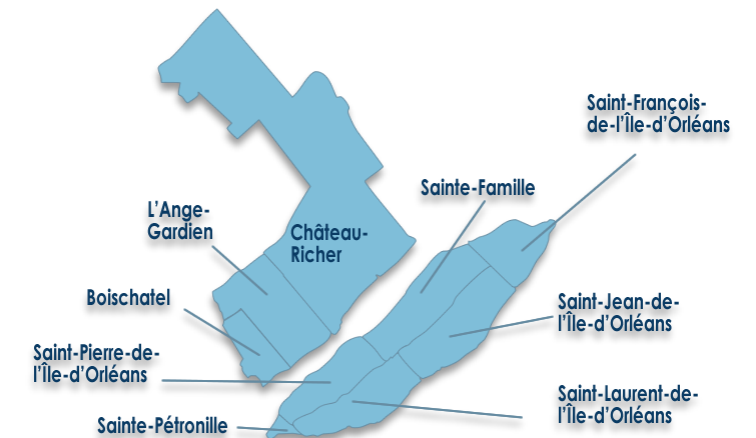 Saint-François-
de-l'Île-d'Orléans
Sainte-Famille
L'Ange-
Gardien
Château-
Richer
Boischatel
Saint-Jean-de-
l'Île-d'Orléans
Saint-Pierre-de-
l'Île-d'Orléans
Saint-Laurent-de-
l'Île-d'Orléans
Sainte-Pétronille